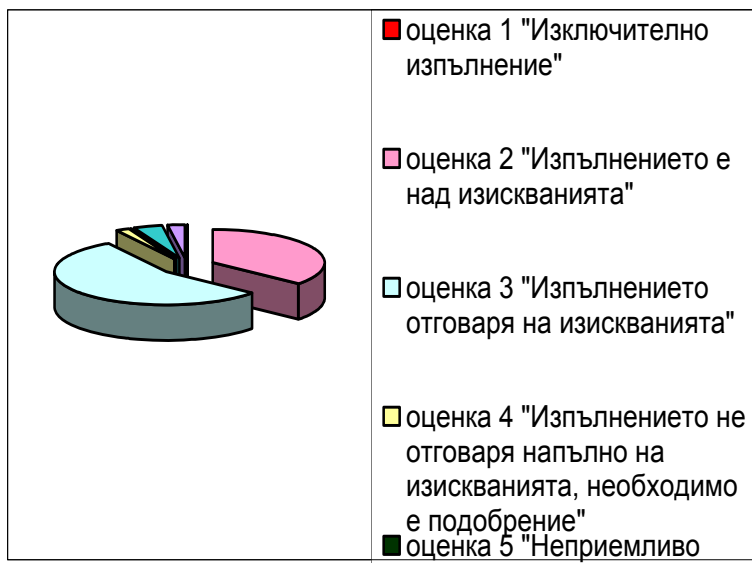 оценка 1 "Изключително
изпълнение"
оценка 2 "Изпълнението е
над изискванията"
оценка 3 "Изпълнението
отговаря на изискванията"
оценка 4 "Изпълнението не
отговаря напълно на
изискванията, необходимо
е подобрение"
оценка 5 "Неприемливо